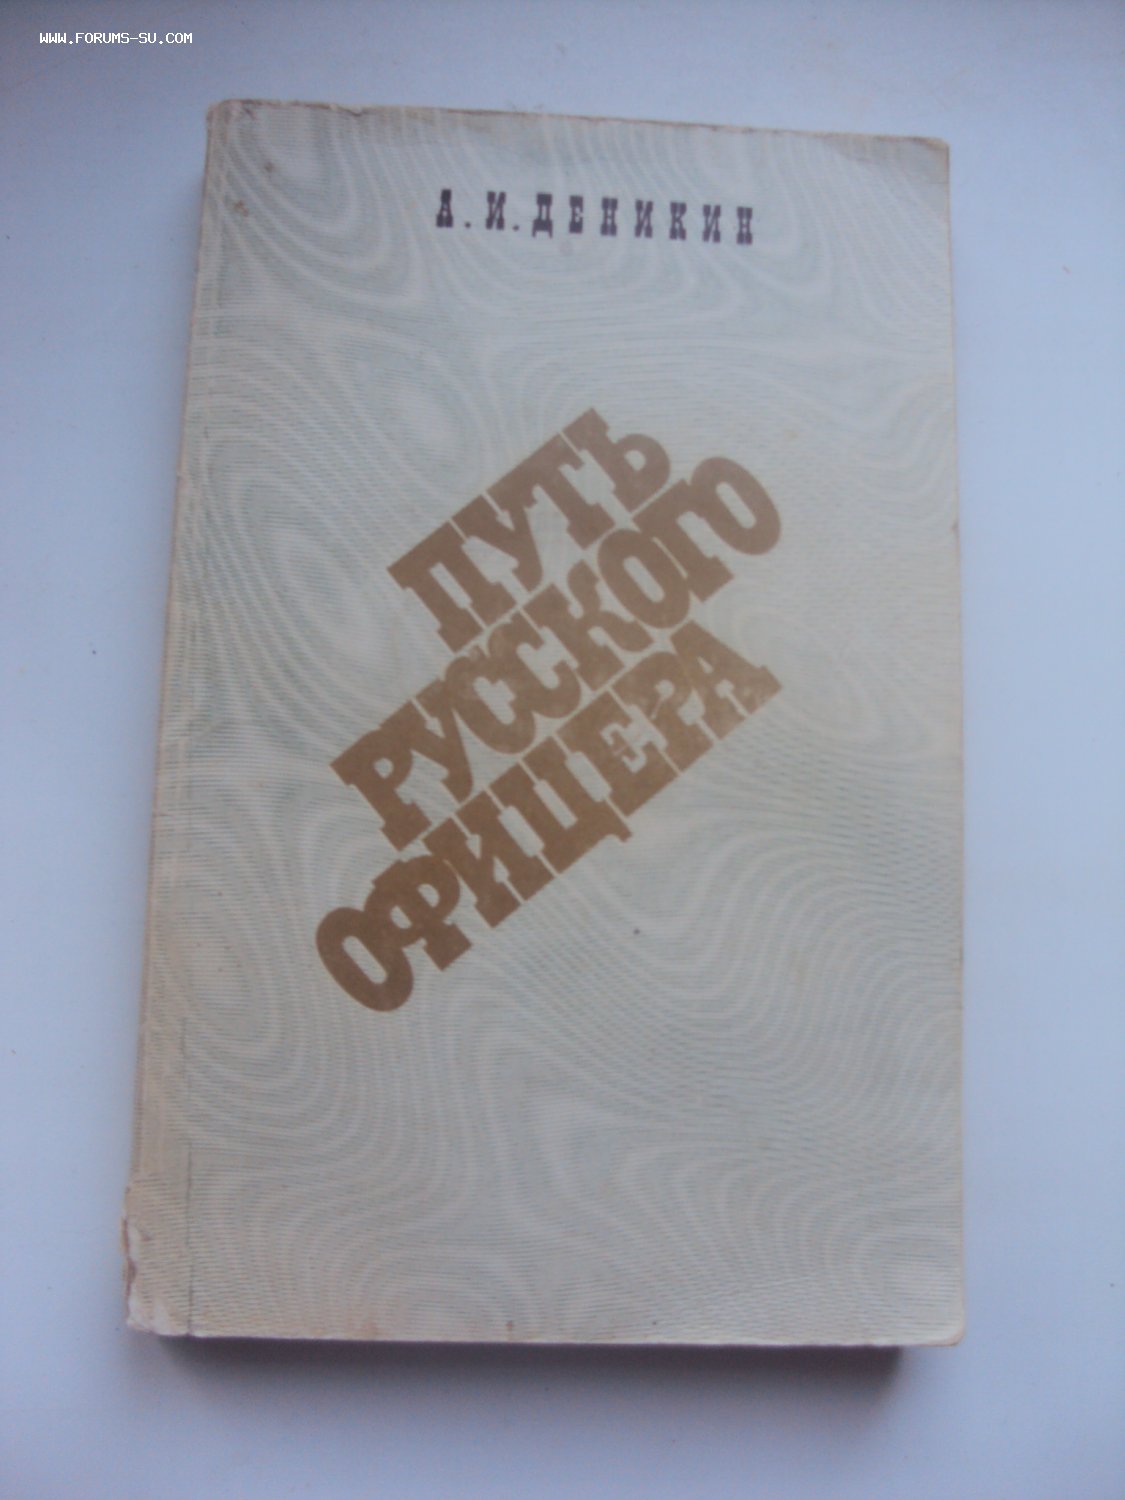 WWW.FORUMS-SU.COM
А. И. ДЕНИКИН
ПУТЬ
РУССКОГО
ОФИЦЕРА